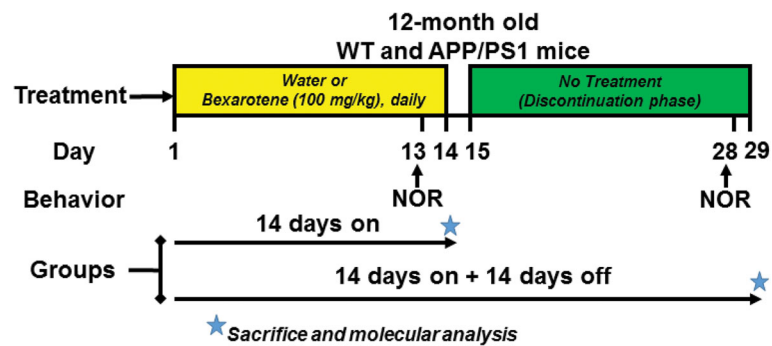 12-month old
WT and APP/PS1 mice
Treatment
Water or
Bexarotene (100 mg/kg), daily
No Treatment
(Discontinuation phase)
Day 1 13 14 15 28 29
Behavior NOR NOR
14 days on
Groups
14 days on + 14 days off
Sacrifice and molecular analysis